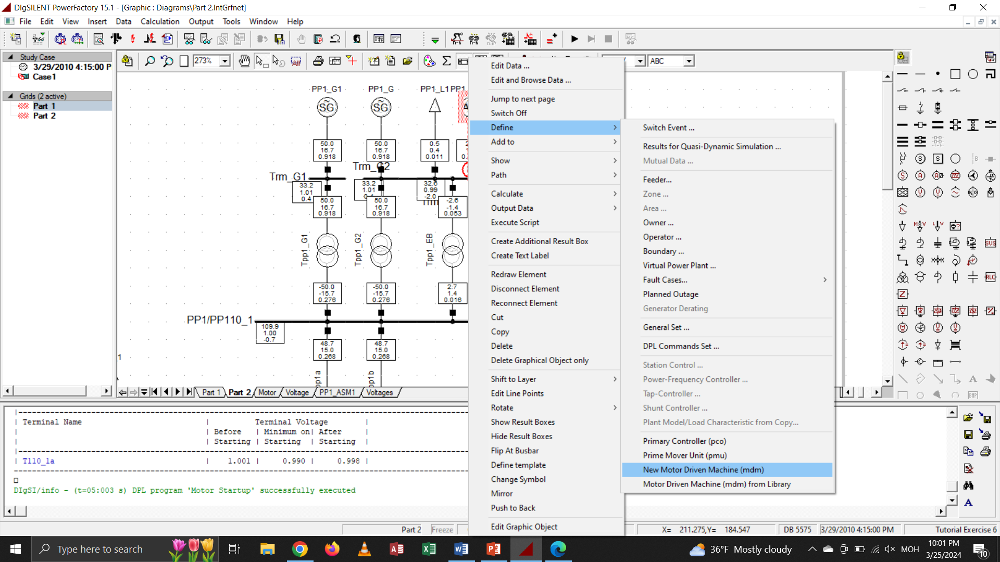 DIgSILENT PowerFactory 15.1 - [Graphic : Diagrams\Part 2.IntGrfnet]
File Edit View Insert Data Calculation Output Tools Window Help
Study Case
3/29/2010 4:15:00 P
Case1
Grids (2 active)
Part 1
Part 2
273%
ABC
PP1_G1
PP1_G
PP1_L1
PP1
SG
SG
50.0
16.7
0.918
50.0
16.7
0.918
0.5
0.4
0.011
Trm_G1
Trm_G2
33.2
1.01
0.4
33.2
1.01
32.6
0.99
-2.0
50.0
16.7
0.918
50.0
16.7
0.918
-2.6
-1.4
0.053
Tpp1_G1
Tpp1_G2
Tpp1_EB
-50.0
-15.7
0.276
-50.0
-15.7
0.276
2.7
1.4
0.016
PP1/PP110_1
109.9
1.00
-0.7
48.7
15.0
0.268
48.7
15.0
0.268
1
pp1a
pp1b
Part 1 Part 2 Motor Voltage PP1_ASM1 Voltages
Edit Data ...
Edit and Browse Data ...
Jump to next page
Switch Off
Define
Add to
Show
Path
Calculate
Output Data
Execute Script
Create Additional Result Box
Create Text Label
Redraw Element
Disconnect Element
Reconnect Element
Cut
Copy
Delete
Delete Graphical Object only
Shift to Layer
Edit Line Points
Rotate
Show Result Boxes
Hide Result Boxes
Flip At Busbar
Define template
Change Symbol
Mirror
Push to Back
Edit Graphic Object
Switch Event ...
Results for Quasi-Dynamic Simulation ...
Mutual Data ...
Feeder...
Zone ...
Area ...
Owner ...
Operator ...
Boundary ...
Virtual Power Plant ...
Fault Cases...
Planned Outage
Generator Derating
General Set ...
DPL Commands Set ...
Station Control ...
Power-Frequency Controller ...
Tap-Controller ...
Shunt Controller ...
Plant Model/Load Characteristic from Copy...
Primary Controller (pco)
Prime Mover Unit (pmu)
New Motor Driven Machine (mdm)
Motor Driven Machine (mdm) from Library
| Terminal Name | Terminal Voltage |
| | Before | Minimum on| After |
| | Starting | Starting | Starting |
| T110_1a | 1.001 | 0.990 | 0.998 |
DIgSI/info - (t=05:003 s) DPL program 'Motor Startup' successfully executed
Part 2 Freeze X= 211.275,Y= 184.547 DB 5575 3/29/2010 4:15:00 PM Tutorial Exercise 6
Type here to search
36°F Mostly cloudy
MOH
10:01 PM
3/25/2024
10